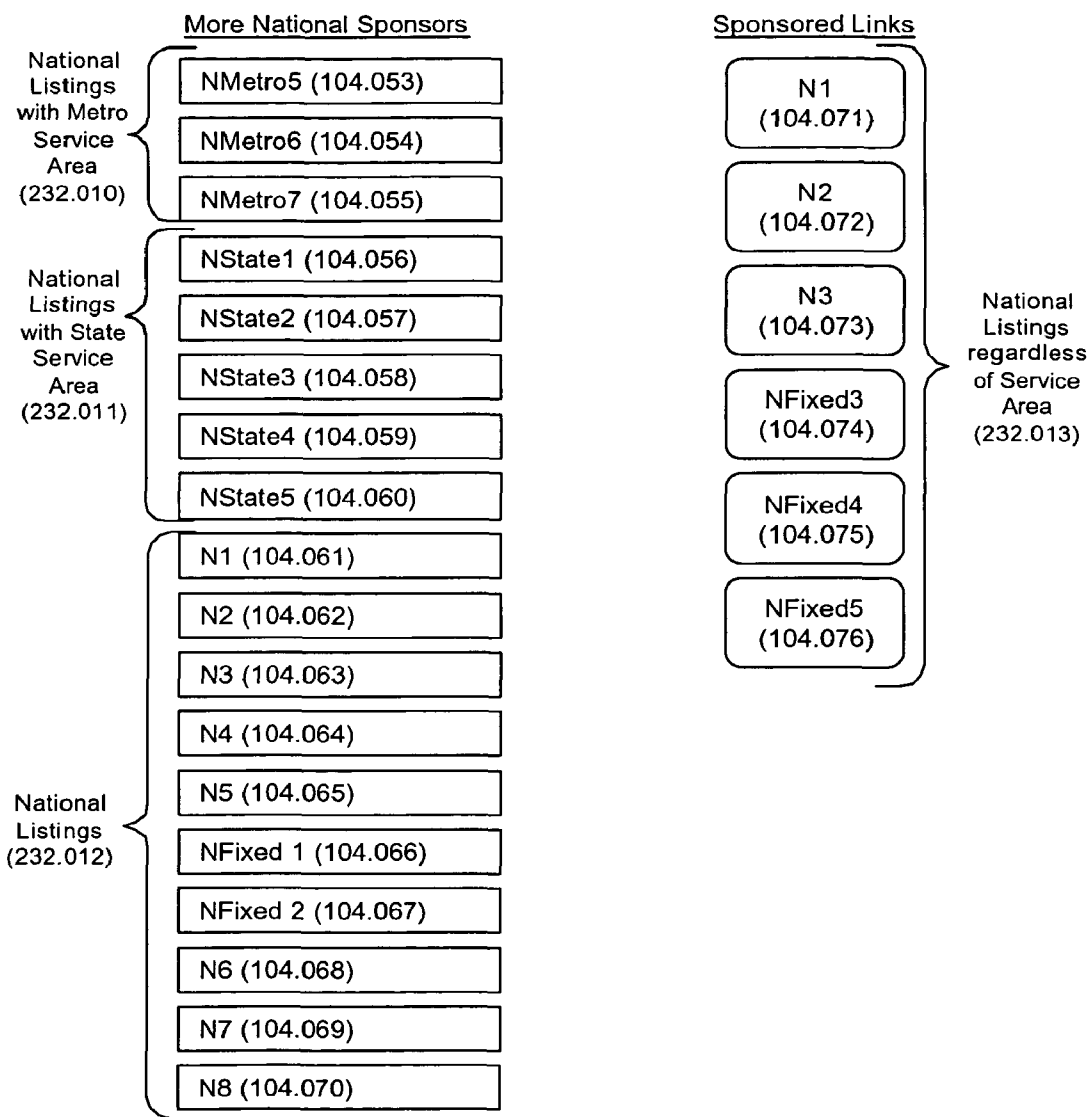 More National Sponsors
National
Listings
with Metro
Service
Area
(232.010)
NMetro5 (104.053)
NMetro6 (104.054)
NMetro7 (104.055)
National
Listings
with State
Service
Area
(232.011)
NState1 (104.056)
NState2 (104.057)
NState3 (104.058)
NState4 (104.059)
NState5 (104.060)
National
Listings
(232.012)
N1 (104.061)
N2 (104.062)
N3 (104.063)
N4 (104.064)
N5 (104.065)
NFixed 1 (104.066)
NFixed 2 (104.067)
N6 (104.068)
N7 (104.069)
N8 (104.070)
Sponsored Links
N1
(104.071)
N2
(104.072)
N3
(104.073)
NFixed3
(104.074)
NFixed4
(104.075)
NFixed5
(104.076)
National
Listings
regardless
of Service
Area
(232.013)